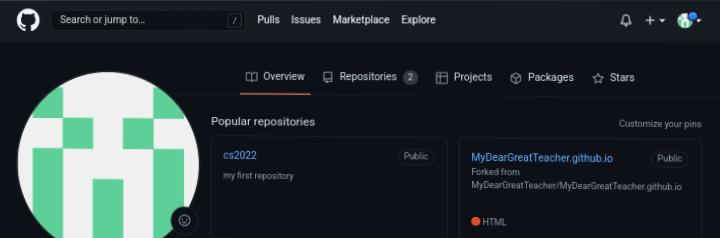 Search or jump to... /
Pulls Issues Marketplace Explore
Overview Repositories 2 Projects Packages Stars
Popular repositories
Customize your pins
cs2022 Public
my first repository
MyDearGreatTeacher.github.io Public
Forked from
MyDearGreatTeacher/MyDearGreatTeacher.github.io
HTML